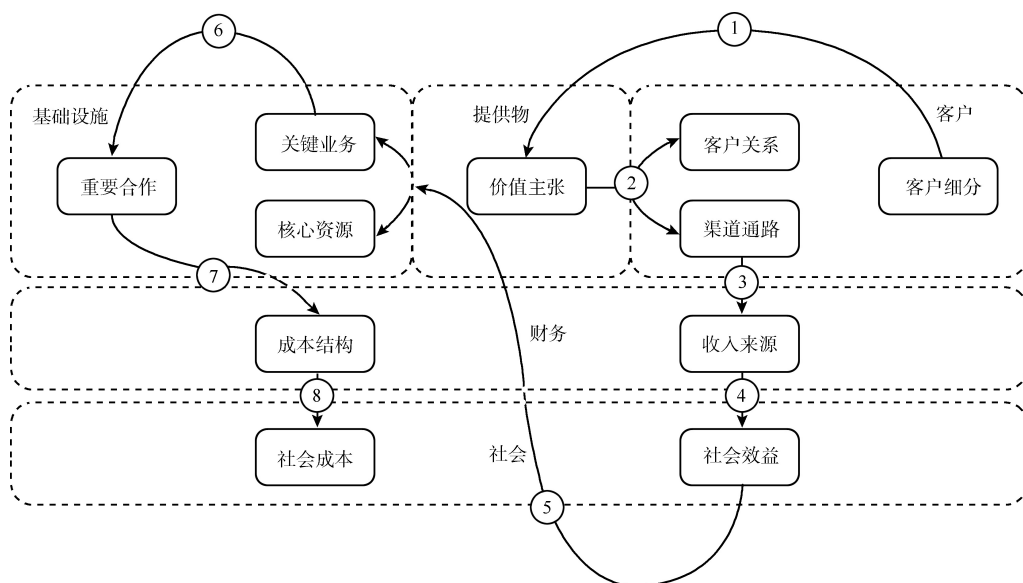 6
1
基础设施
提供物
客户
关键业务
客户关系
重要合作
价值主张
2
客户细分
核心资源
渠道通路
7
3
财务
成本结构
收入来源
8
4
社会
社会成本
社会效益
5